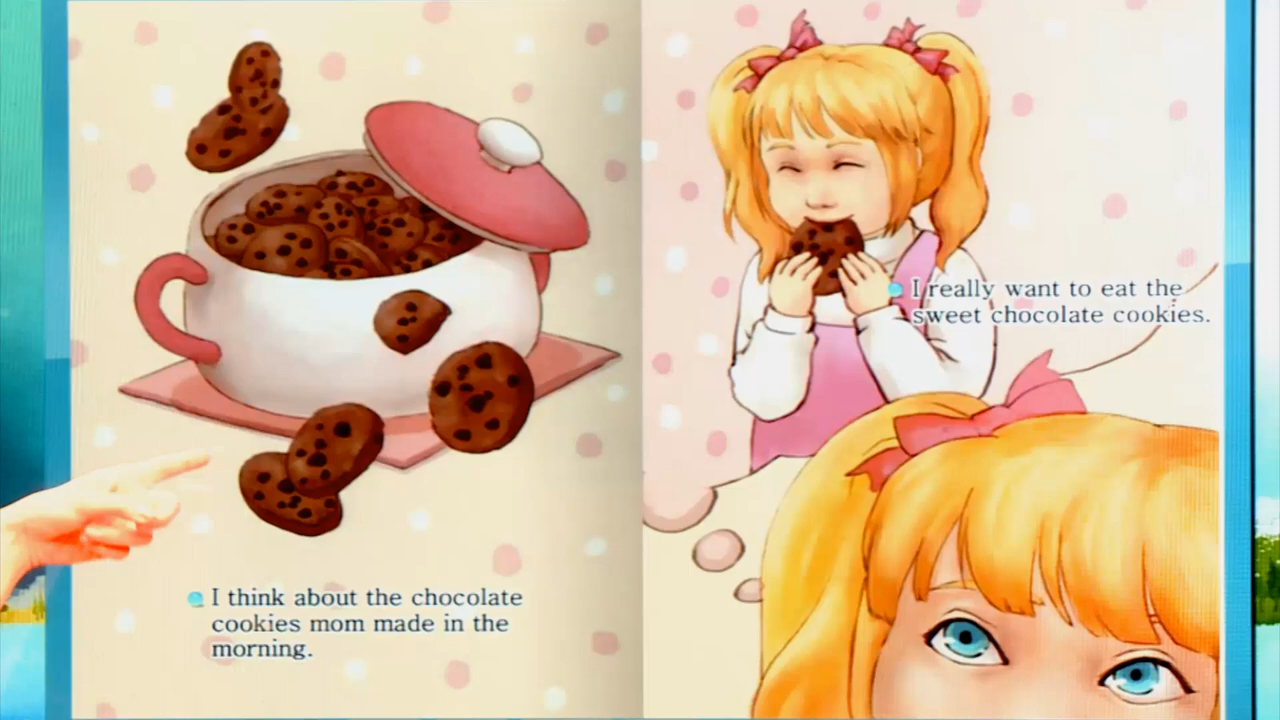 I think about the chocolate
cookies mom made in the
morning.
I really want to eat the
sweet chocolate cookies.